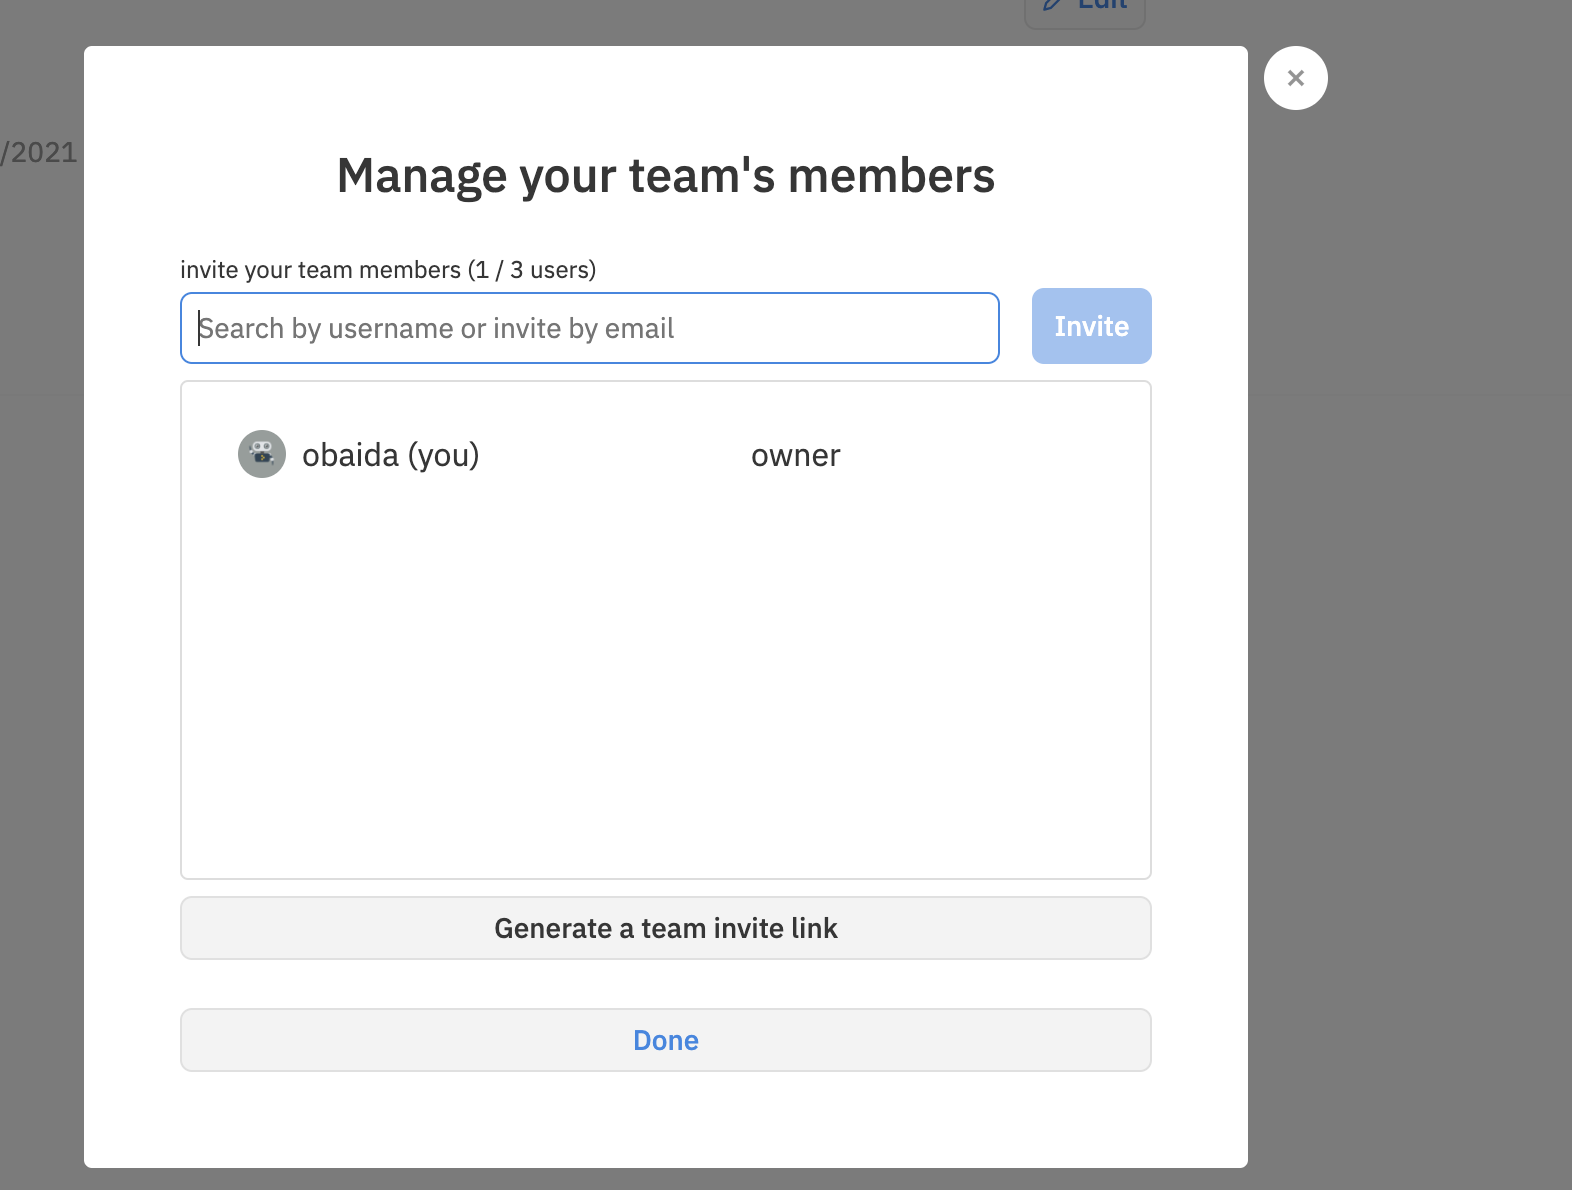 Edit
/2021
Manage your team's members
invite your team members (1 / 3 users)
Search by username or invite by email
Invite
obaida (you)
owner
Generate a team invite link
Done